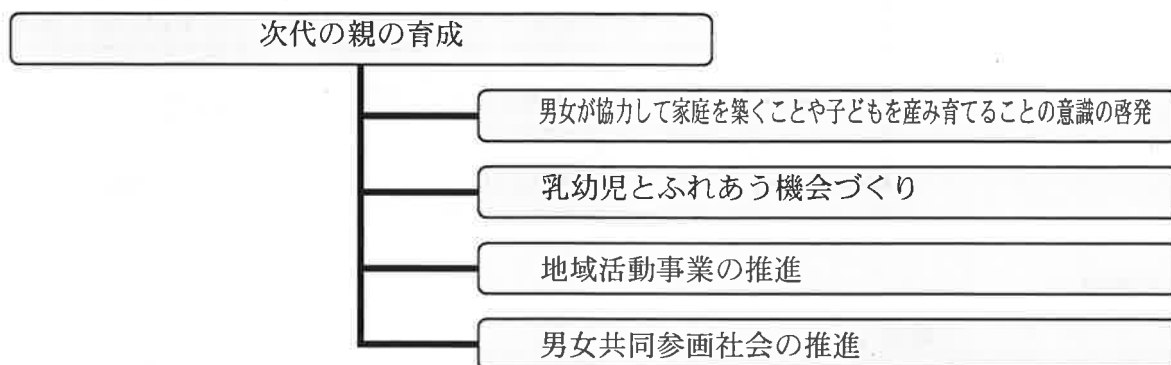 次代の親の育成
男女が協力して家庭を築くことや子どもを産み育てることの意識の啓発
乳幼児とふれあう機会づくり
地域活動事業の推進
男女共同参画社会の推進